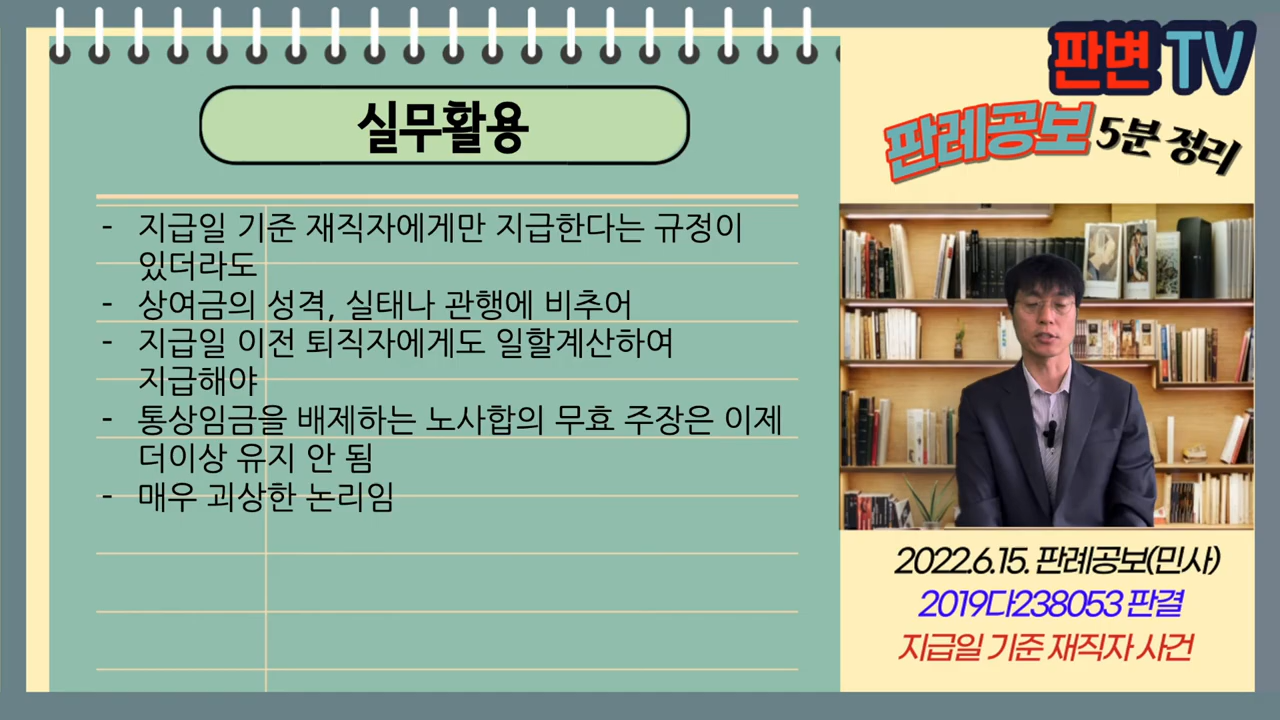 판변 TV
판례공보 5분 정리
실무활용
- 지급일 기준 재직자에게만 지급한다는 규정이
있더라도
- 상여금의 성격, 실태나 관행에 비추어
- 지급일 이전 퇴직자에게도 일할계산하여
지급해야
- 통상임금을 배제하는 노사합의 무효 주장은 이제
더이상 유지 안 됨
- 매우 괴상한 논리임
2022.6.15. 판례공보(민사)
2019다238053 판결
지급일 기준 재직자 사건